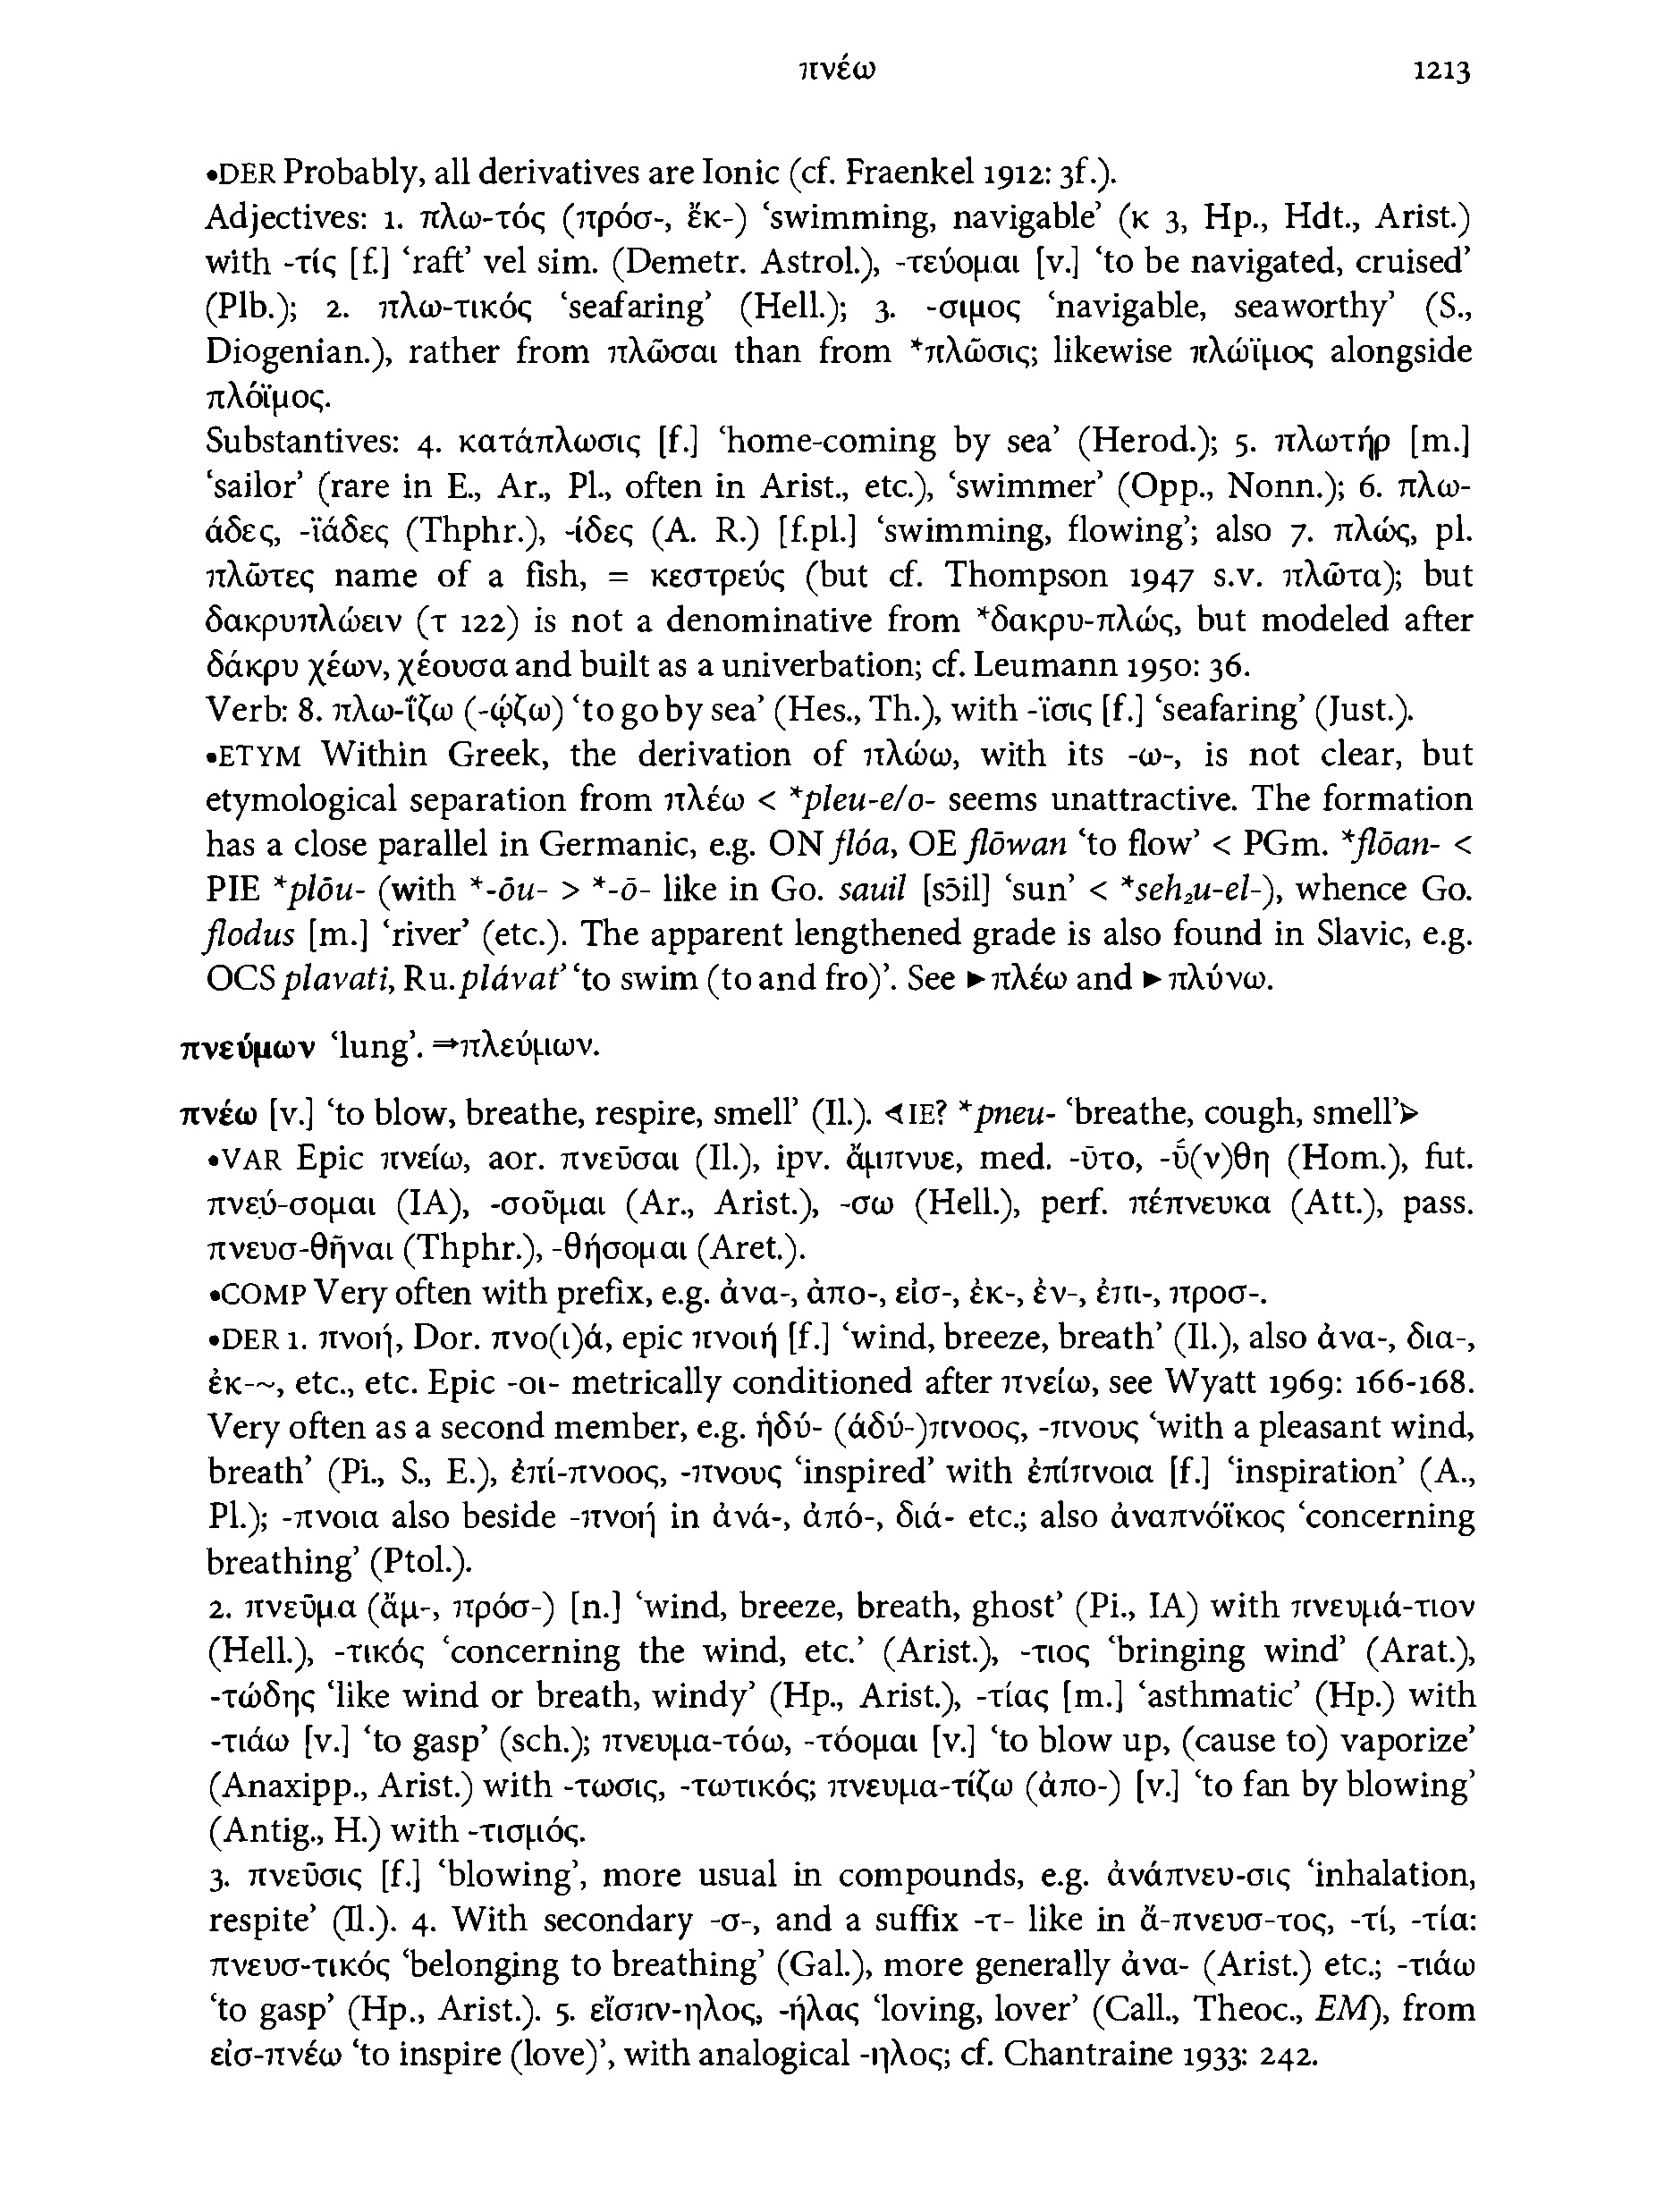 πνέω 1213
•DER Probably, all derivatives are Ionic (cf. Fraenkel 1912: 3f.).
Adjectives: 1. πλω-τός (πρόσ-, ἔκ-) ‘swimming, navigable’ (κ 3, Hp., Hdt., Arist.)
with -τίς [f.] ‘raft’ vel sim. (Demetr. Astrol.), -τεύομαι [v.] ‘to be navigated, cruised’
(Plb.); 2. πλω-τικός ‘seafaring’ (Hell.); 3. -σιμος ‘navigable, seaworthy’ (S.,
Diogenian.), rather from πλῶσαι than from *πλῶσις; likewise πλώϊμος alongside
πλόϊμος.
Substantives: 4. κατάπλωσις [f.] ‘home-coming by sea’ (Herod.); 5. πλωτήρ [m.]
‘sailor’ (rare in E., Ar., Pl., often in Arist., etc.), ‘swimmer’ (Opp., Nonn.); 6. πλω-
άδες, -ϊάδες (Thphr.), -ίδες (A. R.) [f.pl.] ‘swimming, flowing’; also 7. πλώς, pl.
πλῶτες name of a fish, = κεστρεύς (but cf. Thompson 1947 s.v. πλῶτα); but
δακρυπλώειν (τ 122) is not a denominative from *δακρυ-πλώς, but modeled after
δάκρυ χέων, χέουσα and built as a univerbation; cf. Leumann 1950: 36.
Verb: 8. πλω-ΐζω (-ῴζω) ‘to go by sea’ (Hes., Th.), with -ϊσις [f.] ‘seafaring’ (Just.).
•ETYM Within Greek, the derivation of πλώω, with its -ω-, is not clear, but
etymological separation from πλέω < *pleu-e/o- seems unattractive. The formation
has a close parallel in Germanic, e.g. ON flóa, OE flōwan ‘to flow’ < PGm. *flōan- <
PIE *plōu- (with *-ōu- > *-ō- like in Go. sauil [sɔ̄il] ‘sun’ < *seh₂u-el-), whence Go.
flodus [m.] ‘river’ (etc.). The apparent lengthened grade is also found in Slavic, e.g.
OCS plavati, Ru. plávat’ ‘to swim (to and fro)’. See ►πλέω and ►πλύνω.
πνεύμων ‘lung’. ⇒πλεύμων.
πνέω [v.] ‘to blow, breathe, respire, smell’ (Il.). ◁IE? *pneu- ‘breathe, cough, smell’▷
•VAR Epic πνείω, aor. πνεῦσαι (Il.), ipv. ἄμπνυε, med. -ῦτο, -ύ̄(ν)θη (Hom.), fut.
πνεύ-σομαι (IA), -σοῦμαι (Ar., Arist.), -σω (Hell.), perf. πέπνευκα (Att.), pass.
πνευσ-θῆναι (Thphr.), -θήσομαι (Aret.).
•COMP Very often with prefix, e.g. ἀνα-, ἀπο-, εἰσ-, ἐκ-, ἐν-, ἐπι-, προσ-.
•DER 1. πνοή, Dor. πνο(ι)ά, epic πνοιή [f.] ‘wind, breeze, breath’ (Il.), also ἀνα-, δια-,
ἐκ-~, etc., etc. Epic -οι- metrically conditioned after πνείω, see Wyatt 1969: 166-168.
Very often as a second member, e.g. ἡδύ- (ἁδύ-)πνοος, -πνους ‘with a pleasant wind,
breath’ (Pi., S., E.), ἐπί-πνοος, -πνους ‘inspired’ with ἐπίπνοια [f.] ‘inspiration’ (A.,
Pl.); -πνοια also beside -πνοή in ἀνά-, ἀπό-, διά- etc.; also ἀναπνόϊκος ‘concerning
breathing’ (Ptol.).
2. πνεῦμα (ἄμ-, πρόσ-) [n.] ‘wind, breeze, breath, ghost’ (Pi., IA) with πνευμά-τιον
(Hell.), -τικός ‘concerning the wind, etc.’ (Arist.), -τιος ‘bringing wind’ (Arat.),
-τώδης ‘like wind or breath, windy’ (Hp., Arist.), -τίας [m.] ‘asthmatic’ (Hp.) with
-τιάω [v.] ‘to gasp’ (sch.); πνευμα-τόω, -τόομαι [v.] ‘to blow up, (cause to) vaporize’
(Anaxipp., Arist.) with -τωσις, -τωτικός; πνευμα-τίζω (ἀπο-) [v.] ‘to fan by blowing’
(Antig., H.) with -τισμός.
3. πνεῦσις [f.] ‘blowing’, more usual in compounds, e.g. ἀνάπνευ-σις ‘inhalation,
respite’ (Il.). 4. With secondary -σ-, and a suffix -τ- like in ἄ-πνευσ-τος, -τί, -τία:
πνευσ-τικός ‘belonging to breathing’ (Gal.), more generally ἀνα- (Arist.) etc.; -τιάω
‘to gasp’ (Hp., Arist.). 5. εἴσπν-ηλος, -ήλας ‘loving, lover’ (Call., Theoc., EM), from
εἰσ-πνέω ‘to inspire (love)’, with analogical -ηλος; cf. Chantraine 1933: 242.